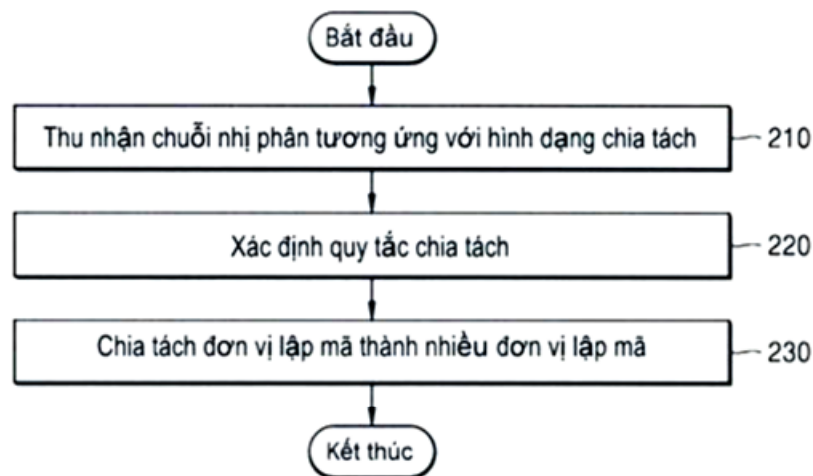 Bắt đầu
Thu nhận chuỗi nhị phân tương ứng với hình dạng chia tách
210
Xác định quy tắc chia tách
220
Chia tách đơn vị lập mã thành nhiều đơn vị lập mã
230
Kết thúc